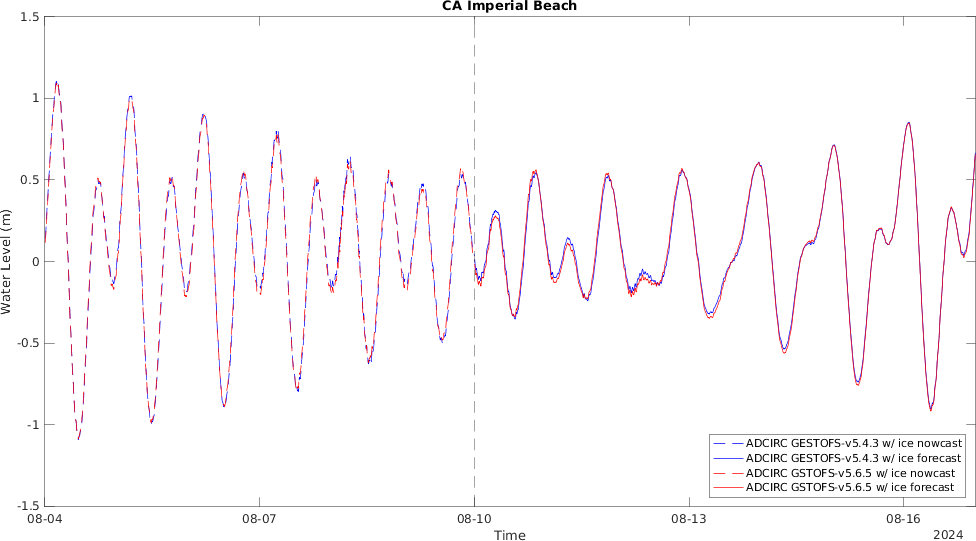 CA Imperial Beach
1.5
1
0.5
0
-0.5
-1
-1.5
Water Level (m)
08-04
08-07
08-10
08-13
08-16
Time
2024
ADCIRC GESTOFS-v5.4.3 w/ ice nowcast
ADCIRC GESTOFS-v5.4.3 w/ ice forecast
ADCIRC GSTOFS-v5.6.5 w/ ice nowcast
ADCIRC GSTOFS-v5.6.5 w/ ice forecast